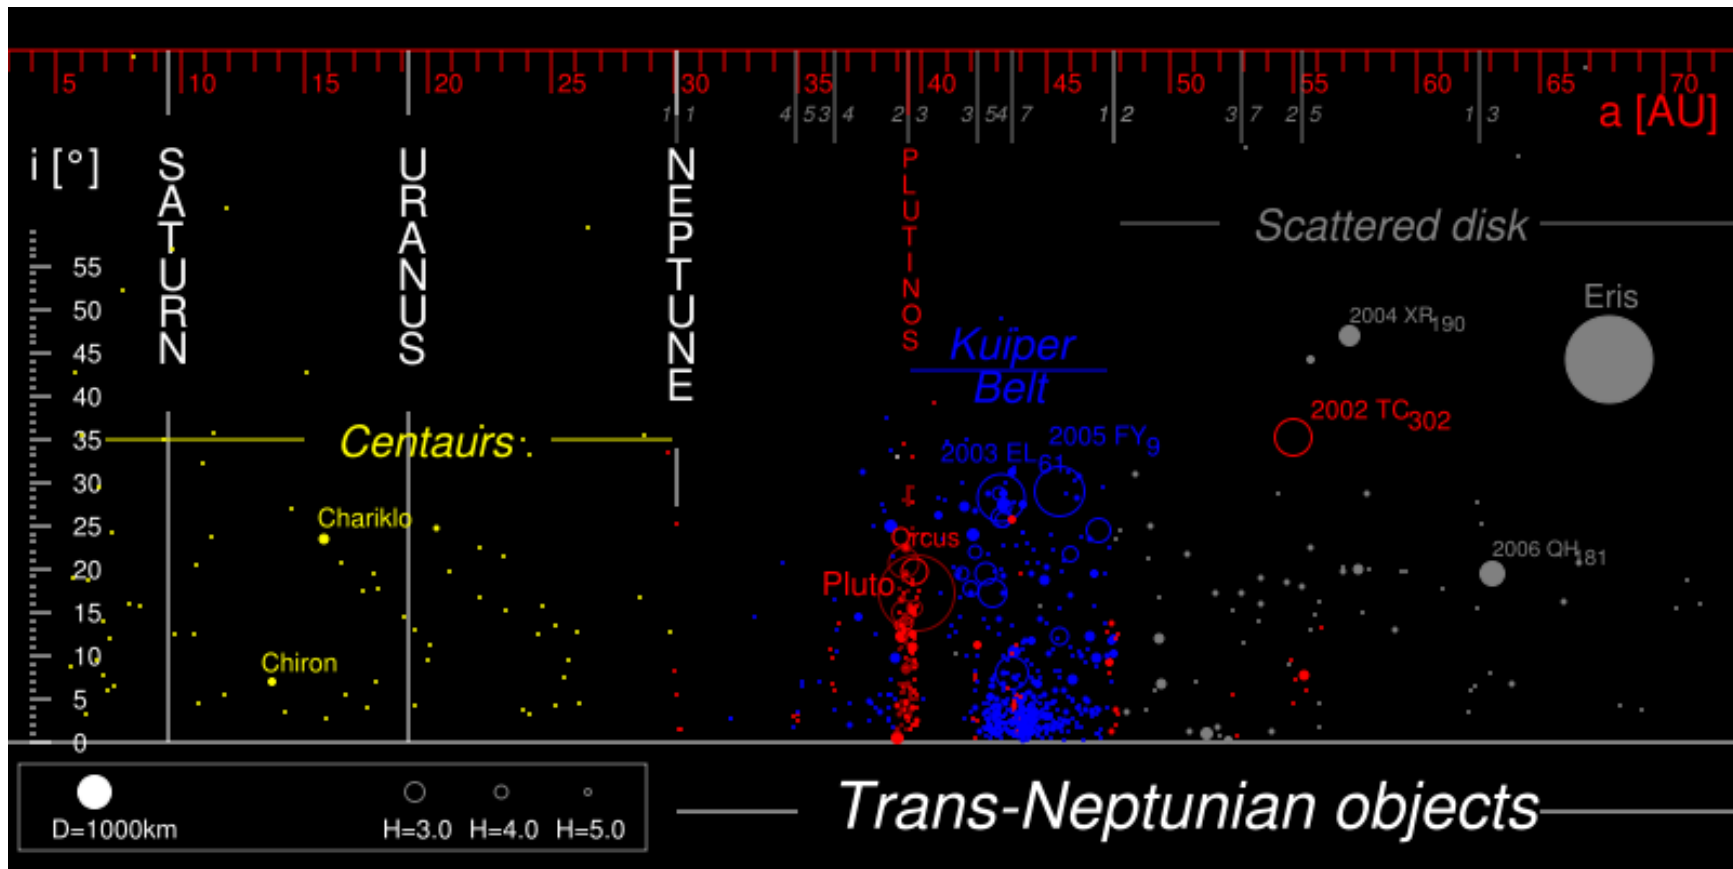 5 10 15 20 25 30 35 40 45 50 55 60 65 70
1 1 4 5 3 4 2 3 3 5 4 7 1 2 3 7 2 5 1 3
a [AU]
i [°]
SATURN
URANUS
NEPTUNE
PLUTINOS
Scattered disk
55
50
45
40
35
30
25
20
15
10
5
0
Eris
2004 XR190
Kuiper
Belt
2002 TC302
Centaurs
2005 FY9
2003 EL61
Chariklo
Orcus
2006 QH181
Pluto
Chiron
D=1000km
H=3.0 H=4.0 H=5.0
Trans-Neptunian objects